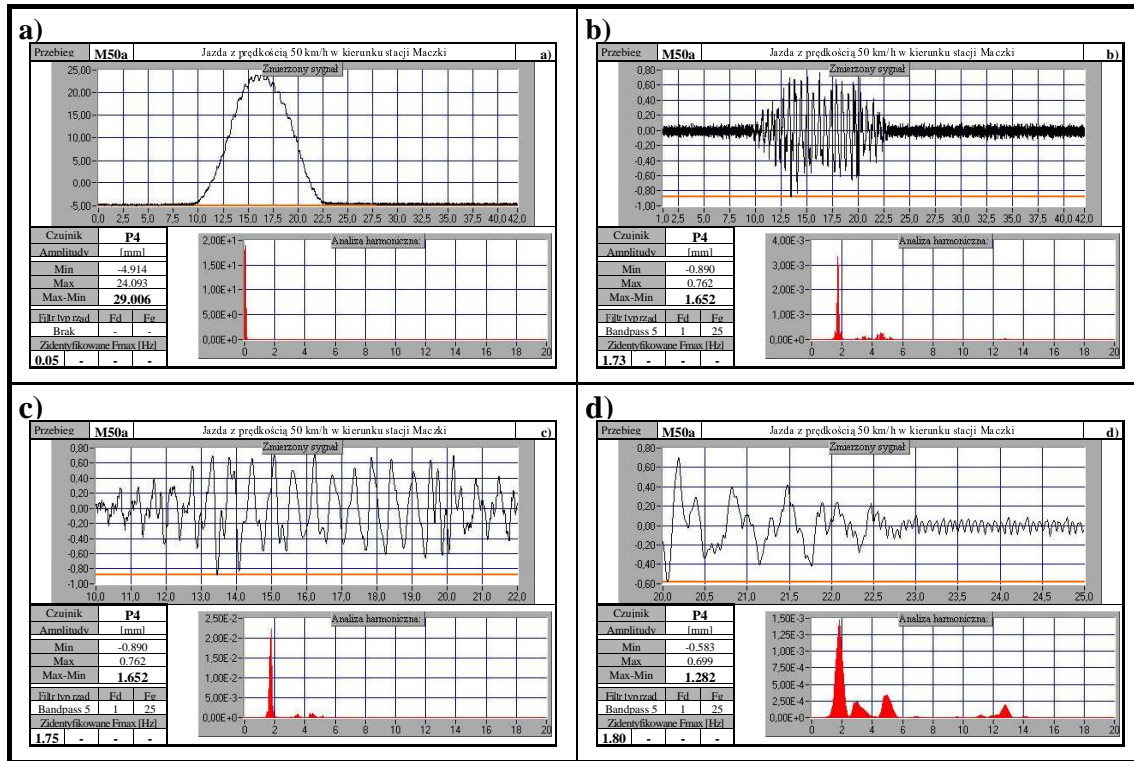 a)
Przebieg M50a Jazda z prędkością 50 km/h w kierunku stacji Maczki a)
Zmierzony sygnał
25,00
20,00
15,00
10,00
5,00
0,00
-5,00
0,0 2,5 5,0 7,5 10,0 12,5 15,0 17,5 20,0 22,5 25,0 27,5 30,0 32,5 35,0 37,5 40,0 42,0
Czujnik P4
Amplitudy [mm]
Min -4.914
Max 24.093
Max-Min 29.006
Filtr typ rząd Fd Fg
Brak - -
Zidentyfikowane Fmax [Hz]
0.05 - - -
Analiza harmoniczna:
2,00E+1
1,50E+1
1,00E+1
5,00E+0
0,00E+0
0 2 4 6 8 10 12 14 16 18 20
b)
Przebieg M50a Jazda z prędkością 50 km/h w kierunku stacji Maczki b)
Zmierzony sygnał
0,80
0,60
0,40
0,20
0,00
-0,20
-0,40
-0,60
-0,80
-1,00
1,0 2,5 5,0 7,5 10,0 12,5 15,0 17,5 20,0 22,5 25,0 27,5 30,0 32,5 35,0 37,5 40,0 42,0
Czujnik P4
Amplitudy [mm]
Min -0.890
Max 0.762
Max-Min 1.652
Filtr typ rząd Fd Fg
Bandpass 5 1 25
Zidentyfikowane Fmax [Hz]
1.73 - - -
Analiza harmoniczna:
4,00E-3
3,00E-3
2,00E-3
1,00E-3
0,00E+0
0 2 4 6 8 10 12 14 16 18 20
c)
Przebieg M50a Jazda z prędkością 50 km/h w kierunku stacji Maczki c)
Zmierzony sygnał
0,80
0,60
0,40
0,20
0,00
-0,20
-0,40
-0,60
-0,80
-1,00
10,0 11,0 12,0 13,0 14,0 15,0 16,0 17,0 18,0 19,0 20,0 21,0 22,0
Czujnik P4
Amplitudy [mm]
Min -0.890
Max 0.762
Max-Min 1.652
Filtr typ rząd Fd Fg
Bandpass 5 1 25
Zidentyfikowane Fmax [Hz]
1.75 - - -
Analiza harmoniczna:
2,50E-2
2,00E-2
1,50E-2
1,00E-2
5,00E-3
0,00E+0
0 2 4 6 8 10 12 14 16 18 20
d)
Przebieg M50a Jazda z prędkością 50 km/h w kierunku stacji Maczki d)
Zmierzony sygnał
0,80
0,60
0,40
0,20
0,00
-0,20
-0,40
-0,60
20,0 20,5 21,0 21,5 22,0 22,5 23,0 23,5 24,0 24,5 25,0
Czujnik P4
Amplitudy [mm]
Min -0.583
Max 0.699
Max-Min 1.282
Filtr typ rząd Fd Fg
Bandpass 5 1 25
Zidentyfikowane Fmax [Hz]
1.80 - - -
Analiza harmoniczna:
1,50E-3
1,25E-3
1,00E-3
7,50E-4
5,00E-4
2,50E-4
0,00E+0
0 2 4 6 8 10 12 14 16 18 20